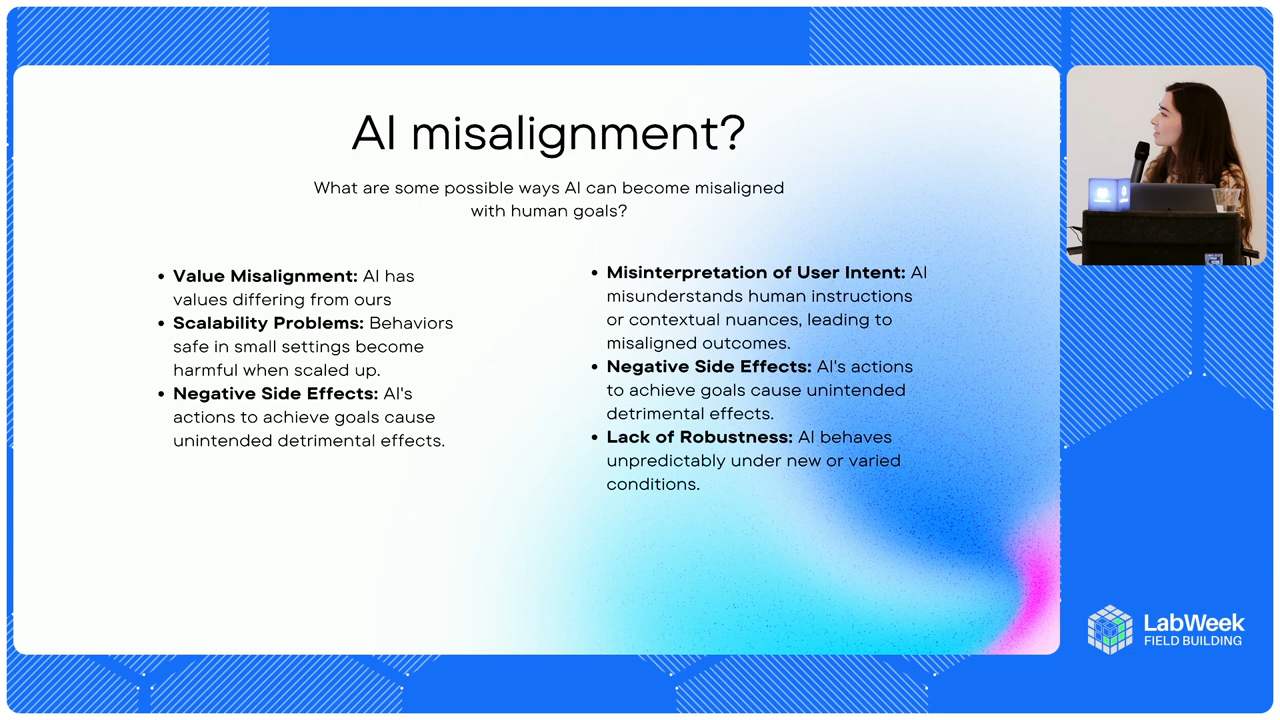 AI misalignment?
What are some possible ways AI can become misaligned
with human goals?
• Value Misalignment: AI has
values differing from ours
• Scalability Problems: Behaviors
safe in small settings become
harmful when scaled up.
• Negative Side Effects: AI's
actions to achieve goals cause
unintended detrimental effects.
• Misinterpretation of User Intent: AI
misunderstands human instructions
or contextual nuances, leading to
misaligned outcomes.
• Negative Side Effects: AI's actions
to achieve goals cause unintended
detrimental effects.
• Lack of Robustness: AI behaves
unpredictably under new or varied
conditions.
LabWeek
FIELD BUILDING